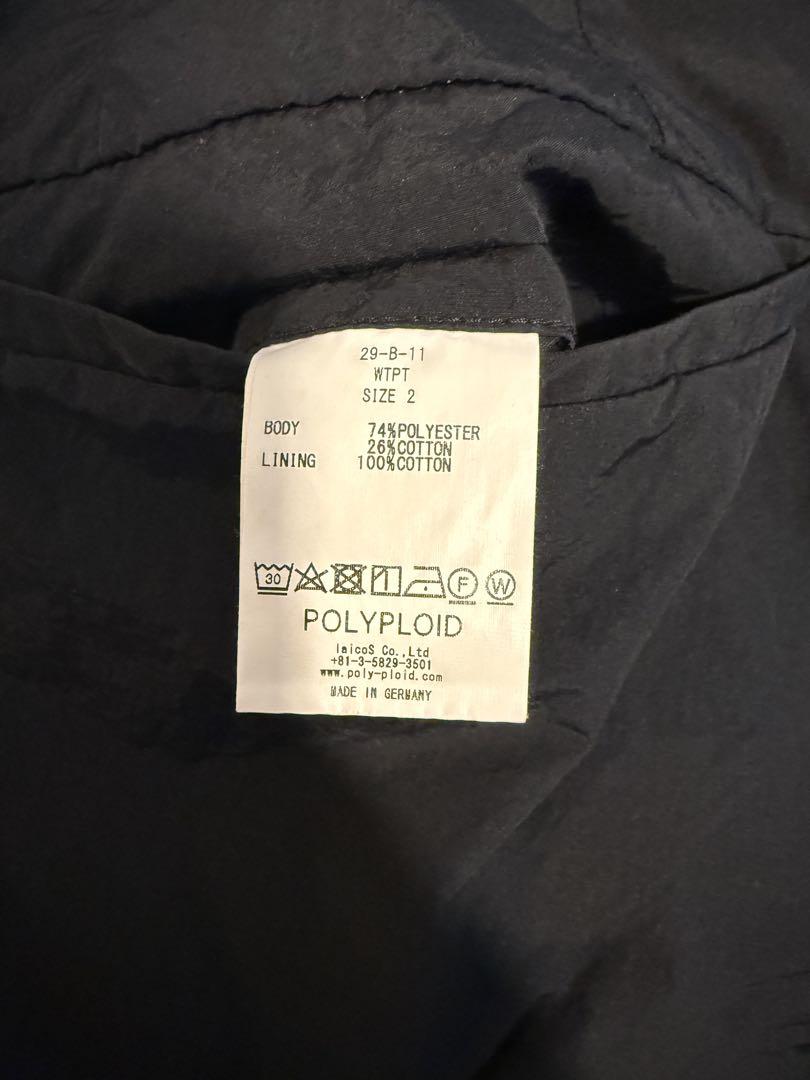 29-B-11
WTPT
SIZE 2
BODY 74%POLYESTER
26%COTTON
LINING 100%COTTON
30 F W
POLYPLOID
laicoS Co.,Ltd
+81-3-5829-3501
www.poly-ploid.com
MADE IN GERMANY